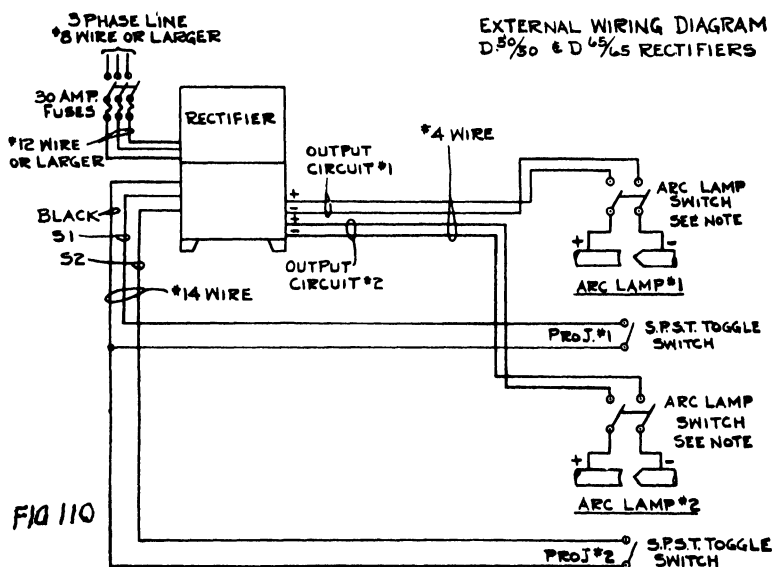 3 PHASE LINE
#8 WIRE OR LARGER
EXTERNAL WIRING DIAGRAM
D.50/50 & D 65/65 RECTIFIERS
30 AMP.
FUSES
RECTIFIER
#12 WIRE
OR LARGER
OUTPUT
CIRCUIT #1
#4 WIRE
ARC LAMP
SWITCH
SEE NOTE
BLACK
S1
S2
+
-
+
-
OUTPUT
CIRCUIT #2
+ -
ARC LAMP #1
#14 WIRE
PROJ. #1
S.P.S.T. TOGGLE
SWITCH
ARC LAMP
SWITCH
SEE NOTE
+ -
ARC LAMP #2
FIG 110
PROJ #2
S.P.S.T. TOGGLE
SWITCH